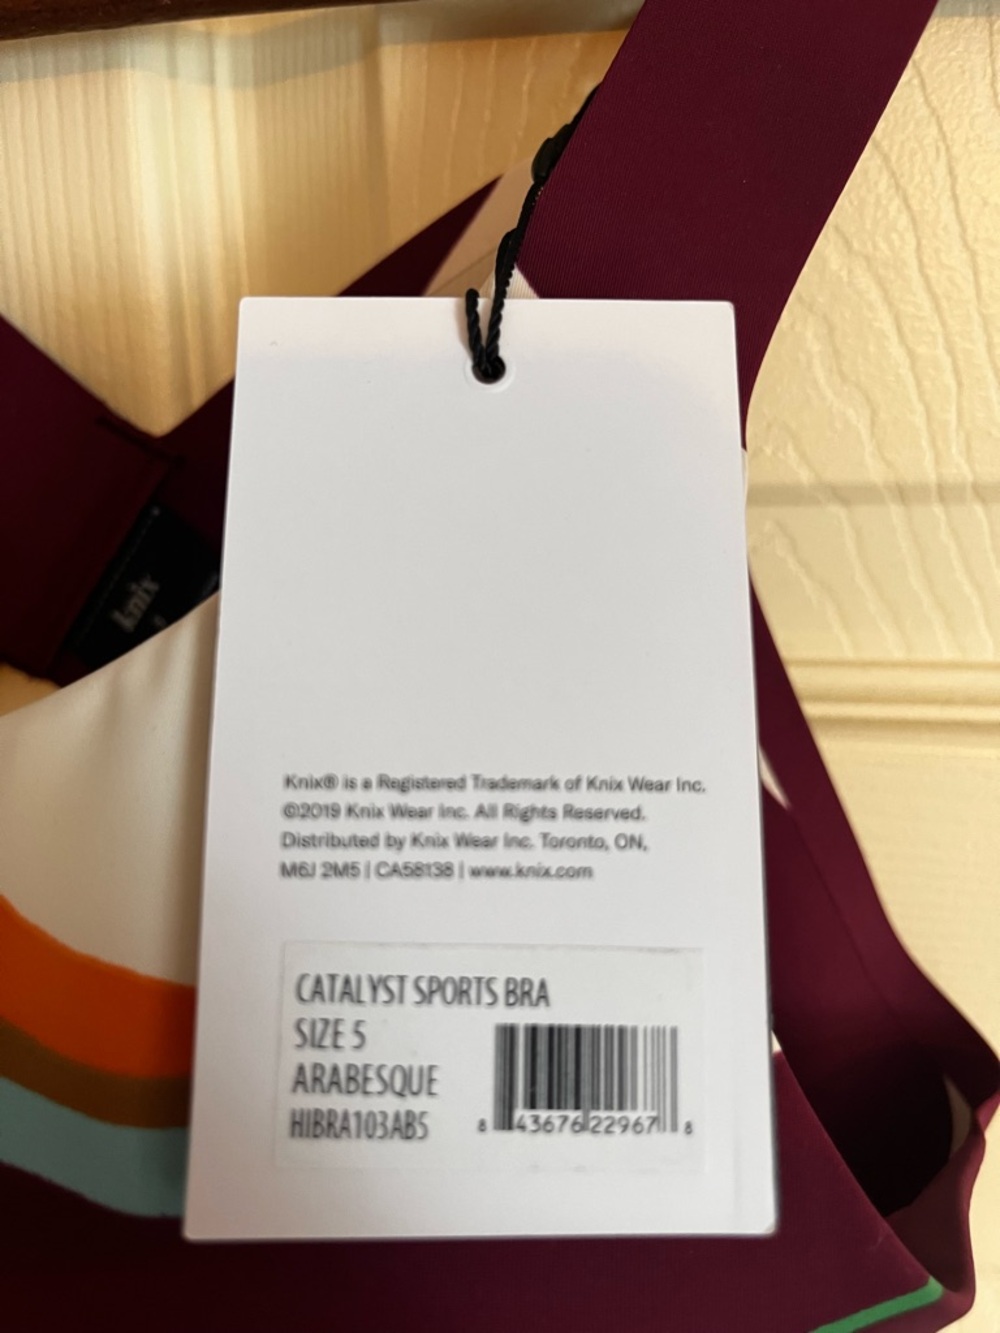 knix
Knix® is a Registered Trademark of Knix Wear Inc.
©2019 Knix Wear Inc. All Rights Reserved.
Distributed by Knix Wear Inc. Toronto, ON,
M6J 2M5 | CA58138 | www.knix.com
CATALYST SPORTS BRA
SIZE 5
ARABESQUE
HIBRA103AB5
8 43676 22967 8